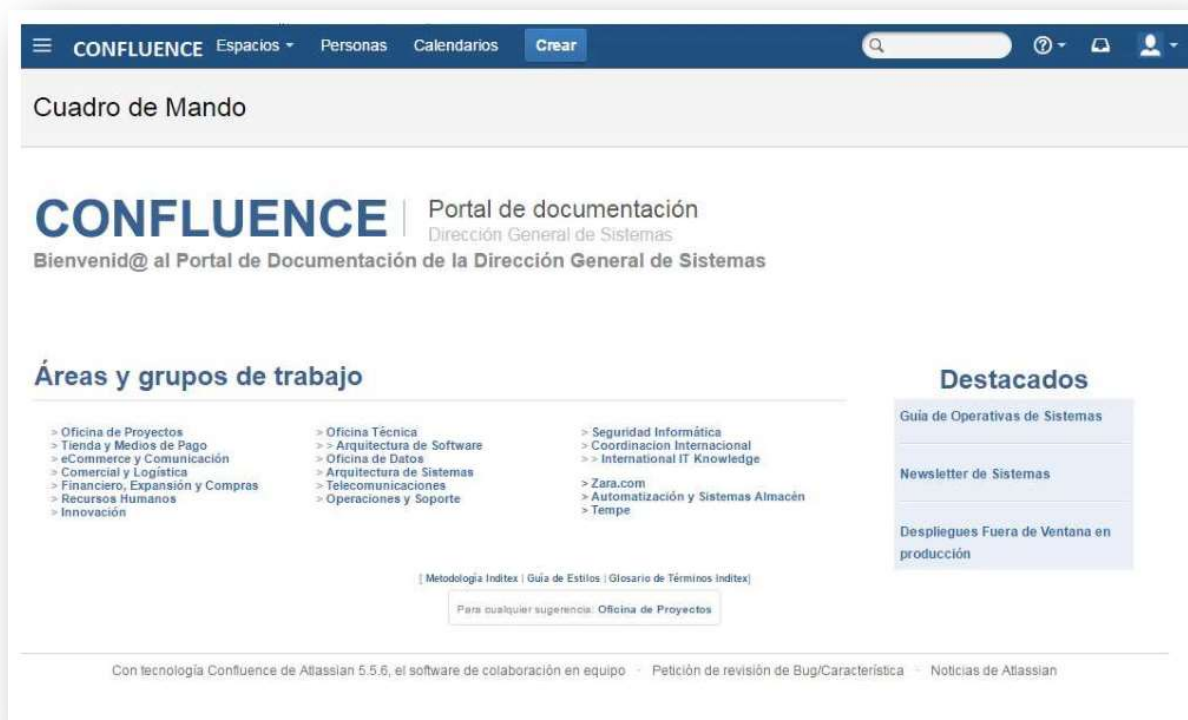 CONFLUENCE Espacios Personas Calendarios Crear
Cuadro de Mando
CONFLUENCE Portal de documentación
Dirección General de Sistemas
Bienvenid@ al Portal de Documentación de la Dirección General de Sistemas
Áreas y grupos de trabajo
> Oficina de Proyectos
> Tienda y Medios de Pago
> eCommerce y Comunicación
> Comercial y Logística
> Financiero, Expansión y Compras
> Recursos Humanos
> Innovación
> Oficina Técnica
> > Arquitectura de Software
> Oficina de Datos
> Arquitectura de Sistemas
> Telecomunicaciones
> Operaciones y Soporte
> Seguridad Informática
> Coordinacion Internacional
> > International IT Knowledge
> Zara.com
> Automatización y Sistemas Almacén
> Tempe
Destacados
Guía de Operativas de Sistemas
Newsletter de Sistemas
Despliegues Fuera de Ventana en
producción
[ Metodología Inditex | Guía de Estilos | Glosario de Términos Inditex]
Para cualquier sugerencia: Oficina de Proyectos
Con tecnología Confluence de Atlassian 5.5.6, el software de colaboración en equipo · Petición de revisión de Bug/Característica · Noticias de Atlassian